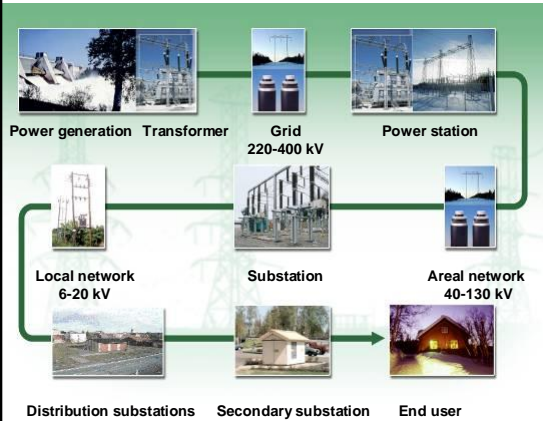 Power generation Transformer Grid Power station
220-400 kV
Local network Substation Areal network
6-20 kV 40-130 kV
Distribution substations Secondary substation End user